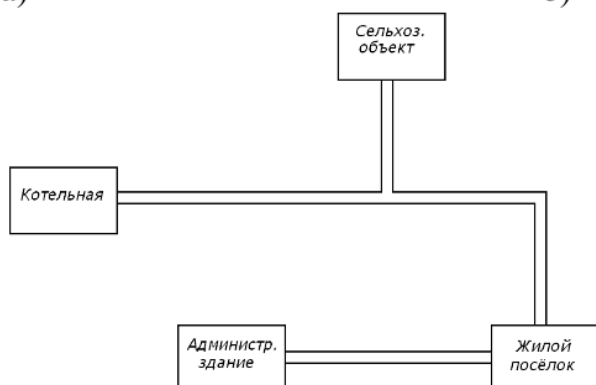 Сельхоз.
объект
Котельная
Администр.
здание
Жилой
посёлок